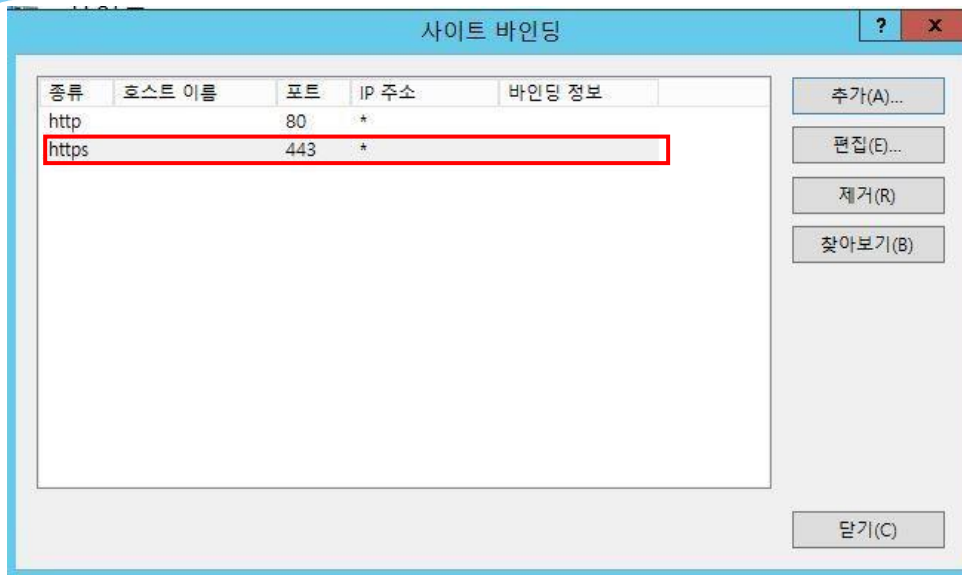 사이트 바인딩
? x
종류 호스트 이름 포트 IP 주소 바인딩 정보
http 80 *
https 443 *
추가(A)...
편집(E)...
제거(R)
찾아보기(B)
닫기(C)